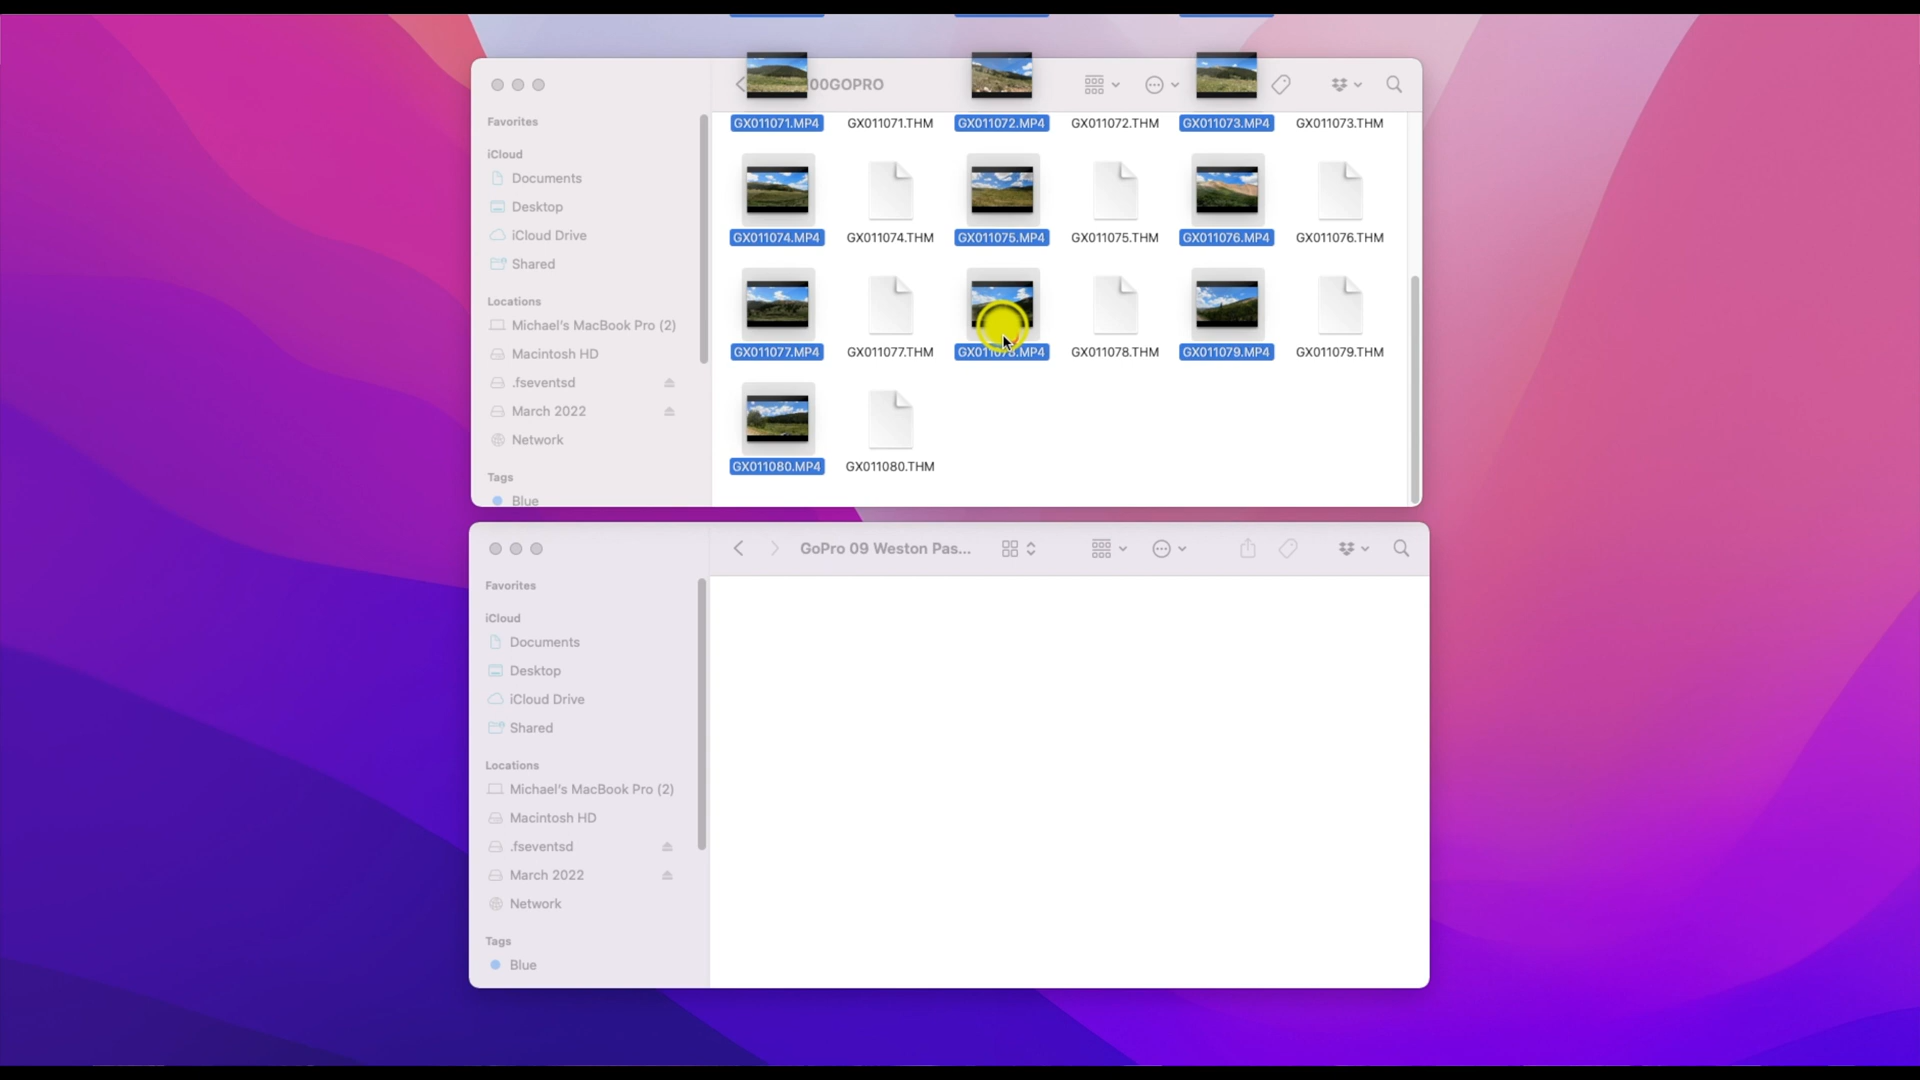 00GOPRO
Favorites
iCloud
Documents
Desktop
iCloud Drive
Shared
Locations
Michael's MacBook Pro (2)
Macintosh HD
.fseventsd
March 2022
Network
Tags
Blue
GX011071.MP4 GX011071.THM GX011072.MP4 GX011072.THM GX011073.MP4 GX011073.THM
GX011074.MP4 GX011074.THM GX011075.MP4 GX011075.THM GX011076.MP4 GX011076.THM
GX011077.MP4 GX011077.THM GX011078.MP4 GX011078.THM GX011079.MP4 GX011079.THM
GX011080.MP4 GX011080.THM
GoPro 09 Weston Pas...
Favorites
iCloud
Documents
Desktop
iCloud Drive
Shared
Locations
Michael's MacBook Pro (2)
Macintosh HD
.fseventsd
March 2022
Network
Tags
Blue